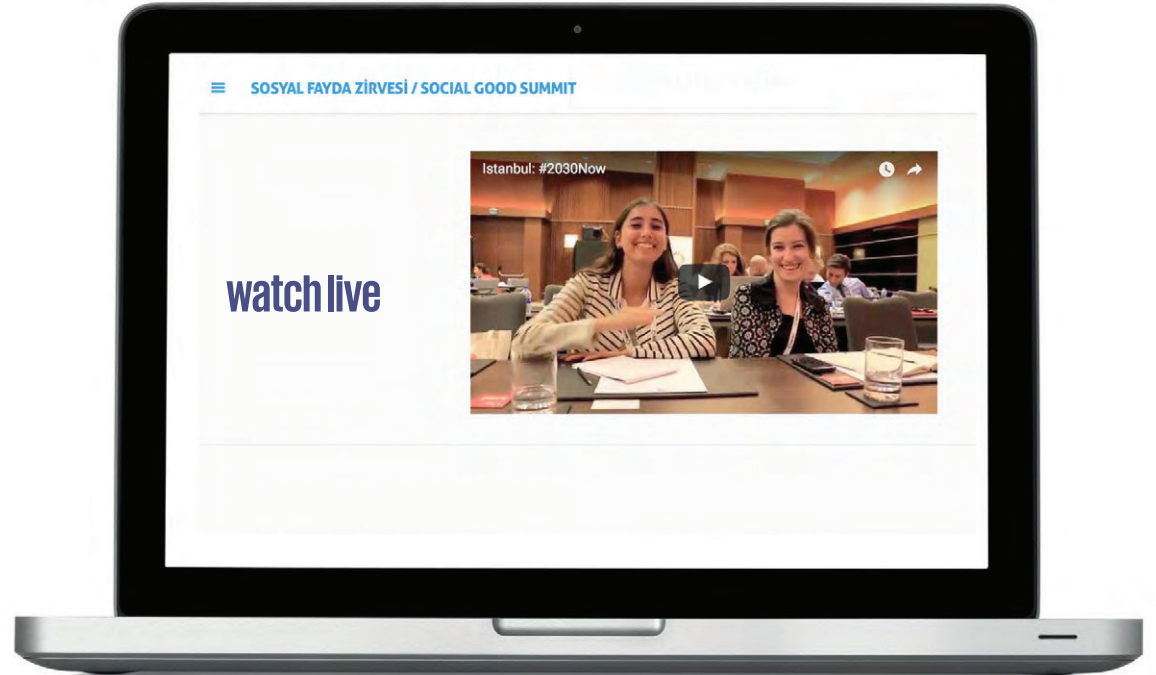 SOSYAL FAYDA ZİRVESİ / SOCIAL GOOD SUMMIT
Istanbul: #2030Now
watch live